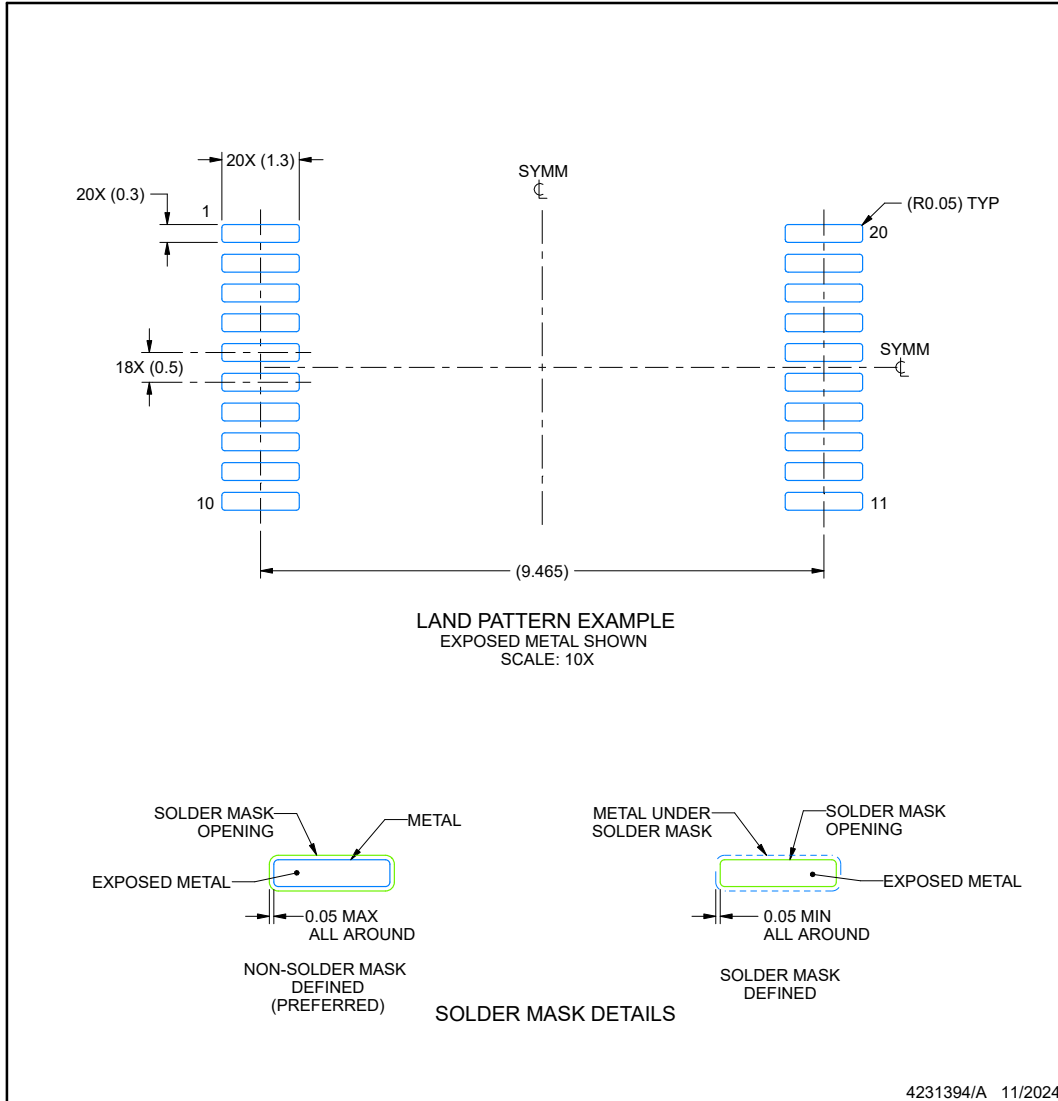 20X (1.3)
SYMM
℄
20X (0.3)
1
(R0.05) TYP
20
SYMM
℄
18X (0.5)
10
11
(9.465)
LAND PATTERN EXAMPLE
EXPOSED METAL SHOWN
SCALE: 10X
SOLDER MASK
OPENING
METAL
EXPOSED METAL
0.05 MAX
ALL AROUND
NON-SOLDER MASK
DEFINED
(PREFERRED)
METAL UNDER
SOLDER MASK
SOLDER MASK
OPENING
EXPOSED METAL
0.05 MIN
ALL AROUND
SOLDER MASK
DEFINED
SOLDER MASK DETAILS
4231394/A 11/2024